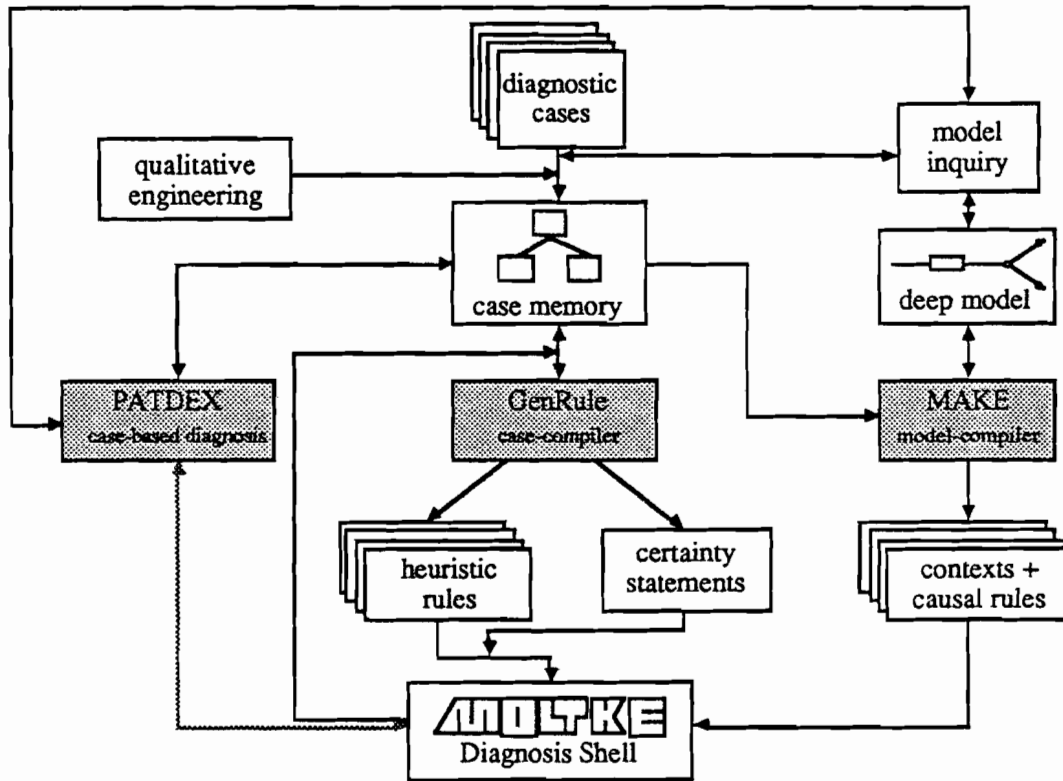 diagnostic
cases
qualitative
engineering
model
inquiry
case memory
deep model
PATDEX
case-based diagnosis
GenRule
case-compiler
MAKE
model-compiler
heuristic
rules
certainty
statements
contexts +
causal rules
MOLTKE
Diagnosis Shell